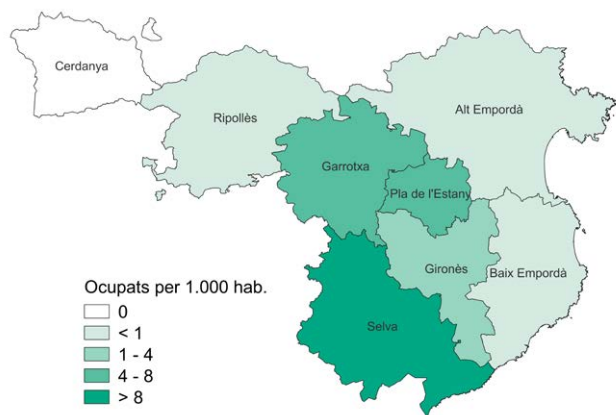 Cerdanya
Ripollès
Alt Empordà
Garrotxa
Pla de l'Estany
Gironès
Baix Empordà
Selva
Ocupats per 1.000 hab.
0
< 1
1 - 4
4 - 8
> 8